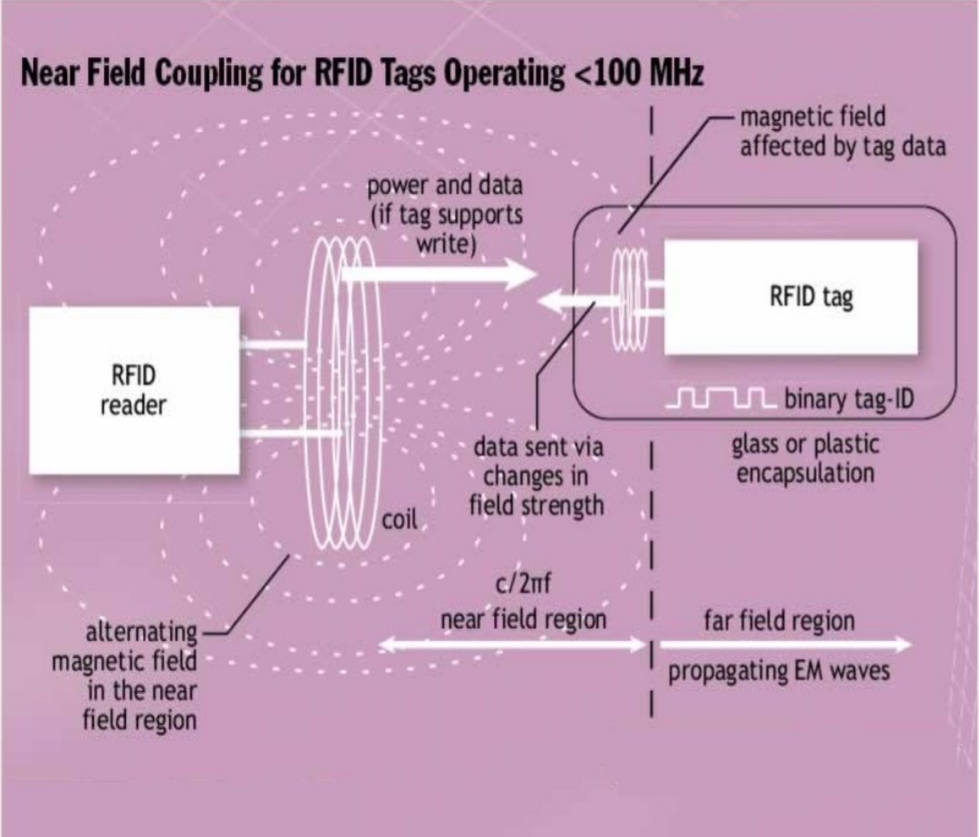 Near Field Coupling for RFID Tags Operating <100 MHz
magnetic field
affected by tag data
power and data
(if tag supports
write)
RFID tag
RFID
reader
binary tag-ID
glass or plastic
encapsulation
data sent via
changes in
field strength
coil
c/2πf
near field region
far field region
propagating EM waves
alternating
magnetic field
in the near
field region